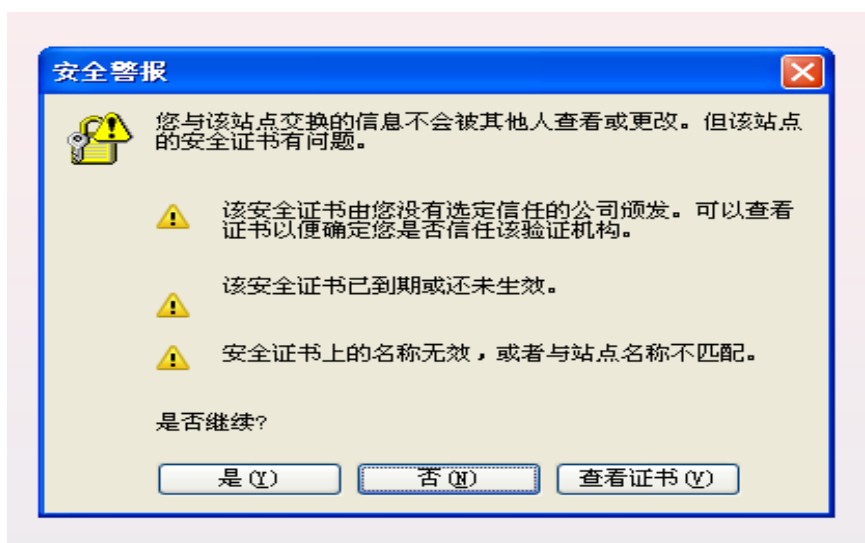 安全警报
您与该站点交换的信息不会被其他人查看或更改。但该站点
的安全证书有问题。
该安全证书由您没有选定信任的公司颁发。可以查看
证书以便确定您是否信任该验证机构。
该安全证书已到期或还未生效。
安全证书上的名称无效，或者与站点名称不匹配。
是否继续?
是(Y)
否(N)
查看证书(V)